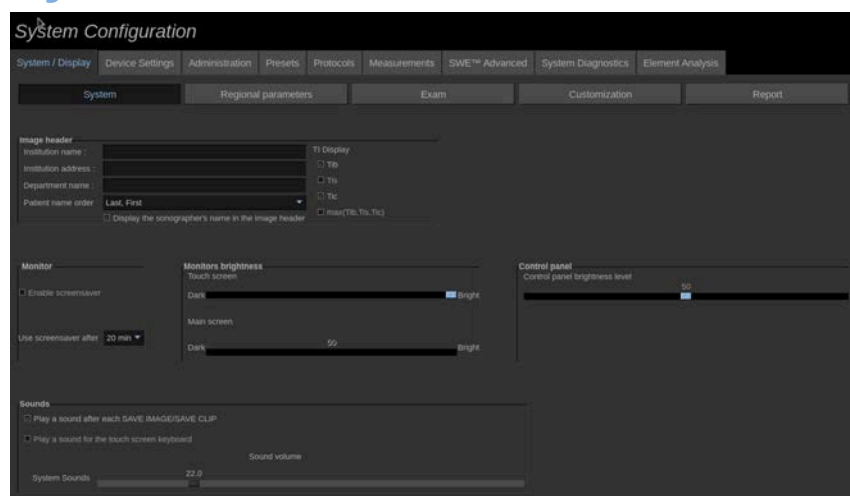 System Configuration
System / Display Device Settings Administration Presets Protocols Measurements SWE™ Advanced System Diagnostics Element Analysis
System Regional parameters Exam Customization Report
Image header
Institution name : TI Display
Institution address : Tib
Department name : Tis
Patient name order Last, First Tic
Display the sonographer's name in the image header max(Tib,Tis,Tic)
Monitor Monitors brightness Control panel
Touch screen Control panel brightness level
50
Enable screensaver Dark Bright
Main screen
Use screensaver after 20 min 50
Dark Bright
Sounds
Play a sound after each SAVE IMAGE/SAVE CLIP
Play a sound for the touch screen keyboard
Sound volume
22.0
System Sounds